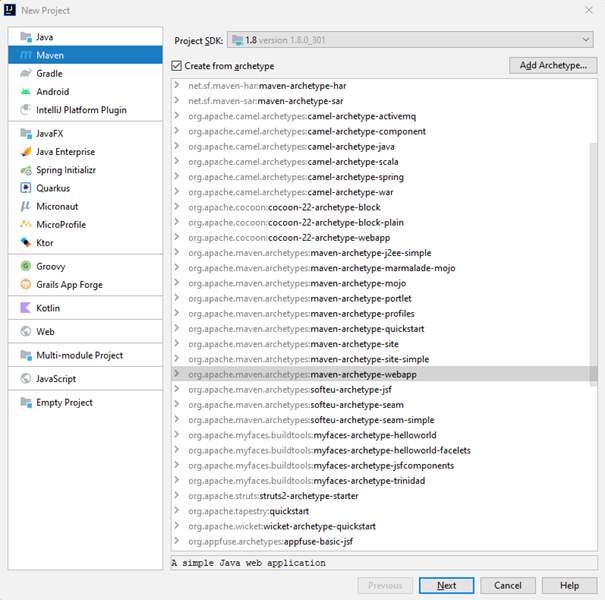 New Project
Java
Maven
Gradle
Android
IntelliJ Platform Plugin
JavaFX
Java Enterprise
Spring Initializr
Quarkus
Micronaut
MicroProfile
Ktor
Groovy
Grails App Forge
Kotlin
Web
Multi-module Project
JavaScript
Empty Project
Project SDK: 1.8 version 1.8.0_301
Create from archetype
Add Archetype...
net.sf.maven-har:maven-archetype-har
net.sf.maven-sar:maven-archetype-sar
org.apache.camel.archetypes:camel-archetype-activemq
org.apache.camel.archetypes:camel-archetype-component
org.apache.camel.archetypes:camel-archetype-java
org.apache.camel.archetypes:camel-archetype-scala
org.apache.camel.archetypes:camel-archetype-spring
org.apache.camel.archetypes:camel-archetype-war
org.apache.cocoon:cocoon-22-archetype-block
org.apache.cocoon:cocoon-22-archetype-block-plain
org.apache.cocoon:cocoon-22-archetype-webapp
org.apache.maven.archetypes:maven-archetype-j2ee-simple
org.apache.maven.archetypes:maven-archetype-marmalade-mojo
org.apache.maven.archetypes:maven-archetype-mojo
org.apache.maven.archetypes:maven-archetype-portlet
org.apache.maven.archetypes:maven-archetype-profiles
org.apache.maven.archetypes:maven-archetype-quickstart
org.apache.maven.archetypes:maven-archetype-site
org.apache.maven.archetypes:maven-archetype-site-simple
org.apache.maven.archetypes:maven-archetype-webapp
org.apache.maven.archetypes:softeu-archetype-jsf
org.apache.maven.archetypes:softeu-archetype-seam
org.apache.maven.archetypes:softeu-archetype-seam-simple
org.apache.myfaces.buildtools:myfaces-archetype-helloworld
org.apache.myfaces.buildtools:myfaces-archetype-helloworld-facelets
org.apache.myfaces.buildtools:myfaces-archetype-jsfcomponents
org.apache.myfaces.buildtools:myfaces-archetype-trinidad
org.apache.struts:struts2-archetype-starter
org.apache.tapestry:quickstart
org.apache.wicket:wicket-archetype-quickstart
org.appfuse.archetypes:appfuse-basic-jsf
A simple Java web application
Previous
Next
Cancel
Help